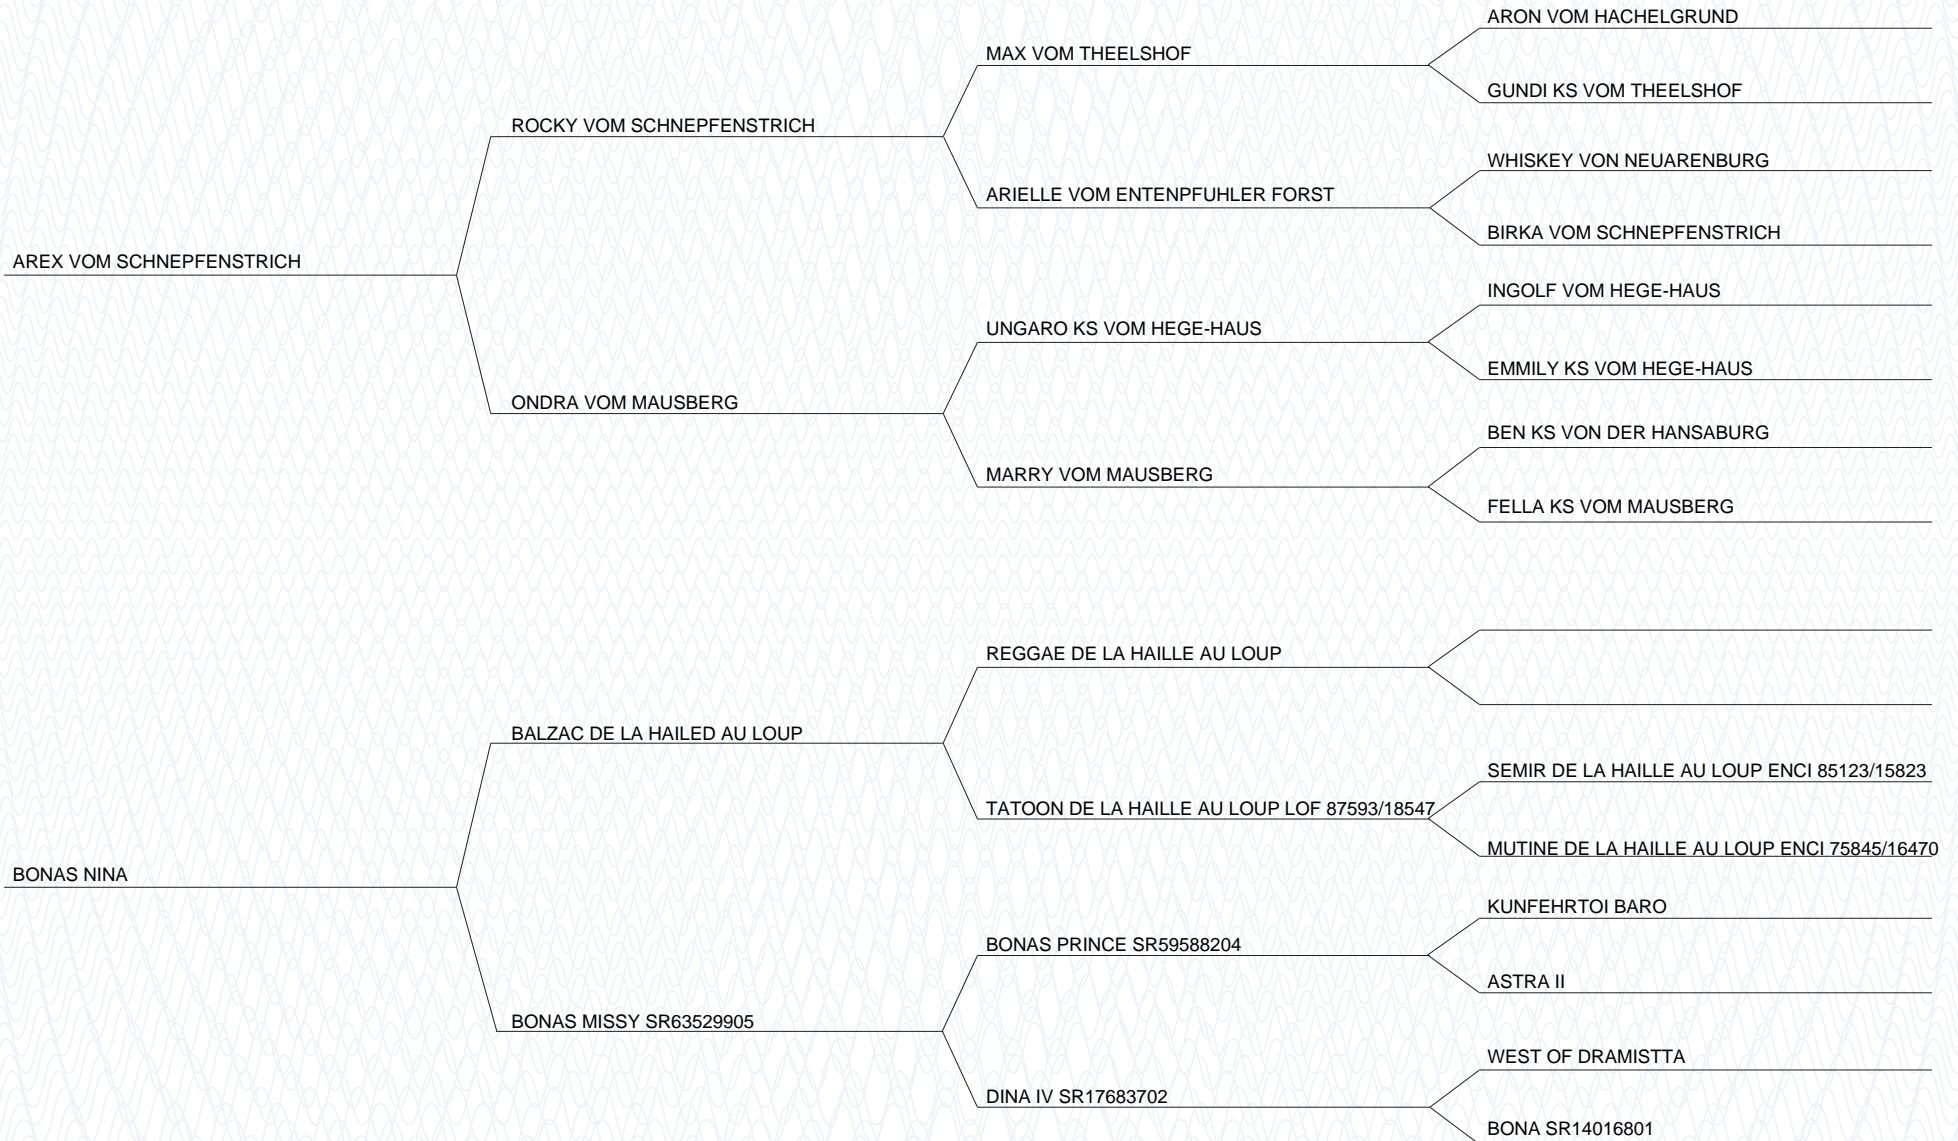 ARON VOM HACHELGRUND
MAX VOM THEELSHOF
GUNDI KS VOM THEELSHOF
ROCKY VOM SCHNEPFENSTRICH
WHISKEY VON NEUARENBURG
ARIELLE VOM ENTENPFUHLER FORST
BIRKA VOM SCHNEPFENSTRICH
AREX VOM SCHNEPFENSTRICH
INGOLF VOM HEGE-HAUS
UNGARO KS VOM HEGE-HAUS
EMMILY KS VOM HEGE-HAUS
ONDRA VOM MAUSBERG
BEN KS VON DER HANSABURG
MARRY VOM MAUSBERG
FELLA KS VOM MAUSBERG
REGGAE DE LA HAILLE AU LOUP
BALZAC DE LA HAILED AU LOUP
SEMIR DE LA HAILLE AU LOUP ENCI 85123/15823
TATOON DE LA HAILLE AU LOUP LOF 87593/18547
MUTINE DE LA HAILLE AU LOUP ENCI 75845/16470
BONAS NINA
KUNFEHRTOI BARO
BONAS PRINCE SR59588204
ASTRA II
BONAS MISSY SR63529905
WEST OF DRAMISTTA
DINA IV SR17683702
BONA SR14016801